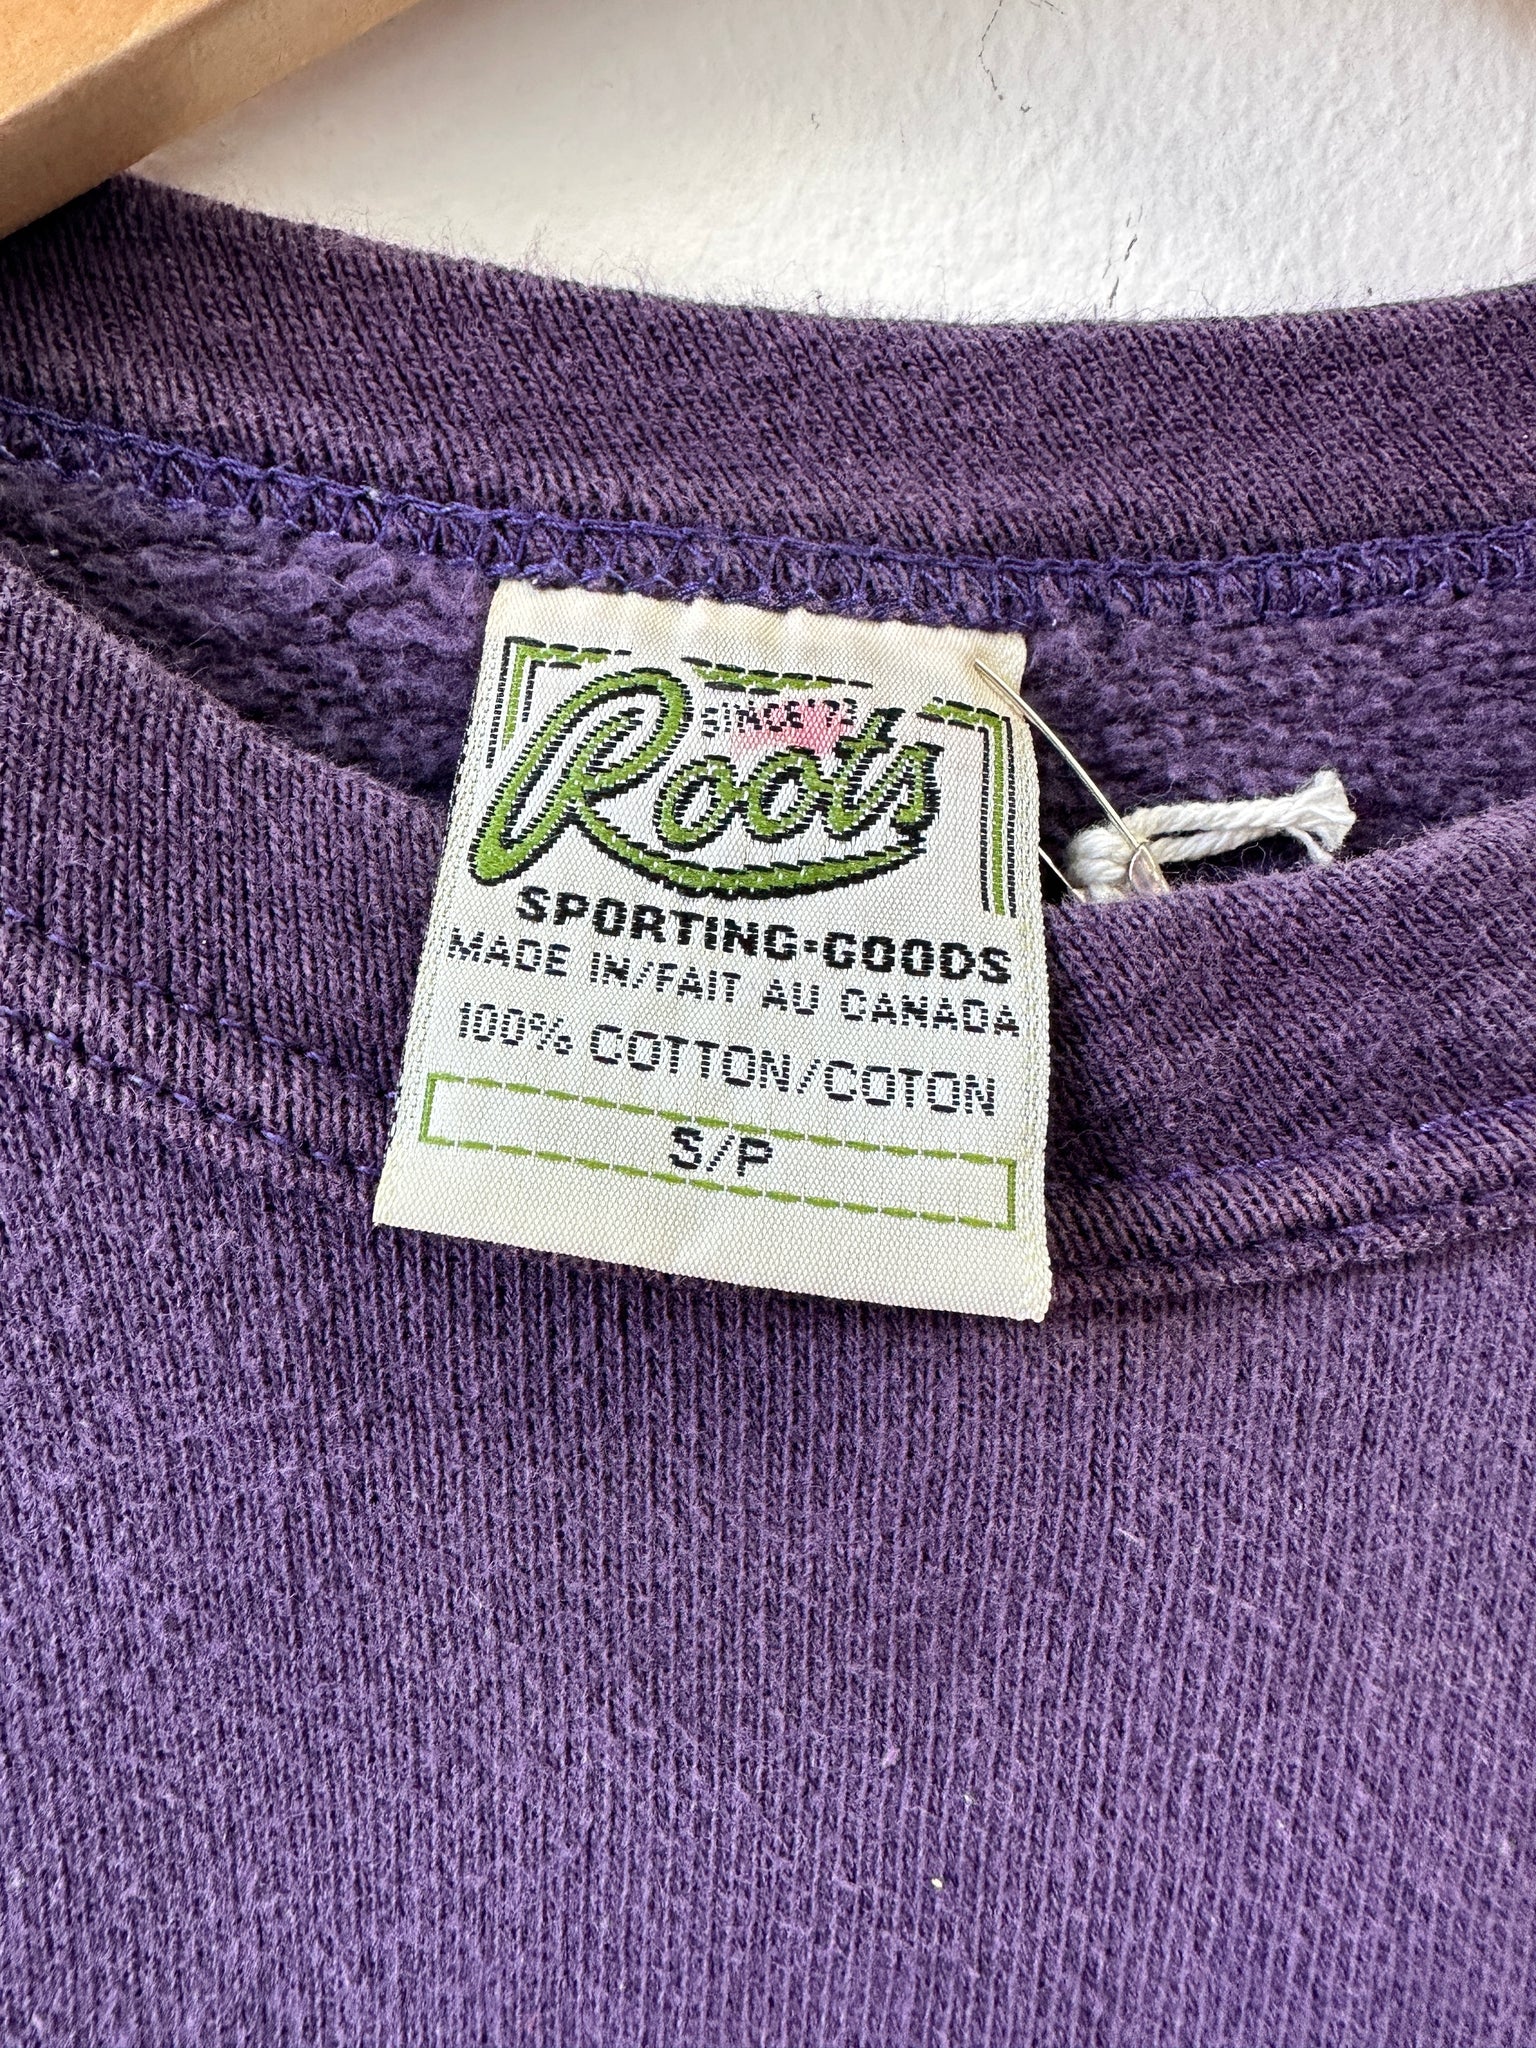 SINCE '73
Roots
SPORTING-GOODS
MADE IN/FAIT AU CANADA
100% COTTON/COTON
S/P